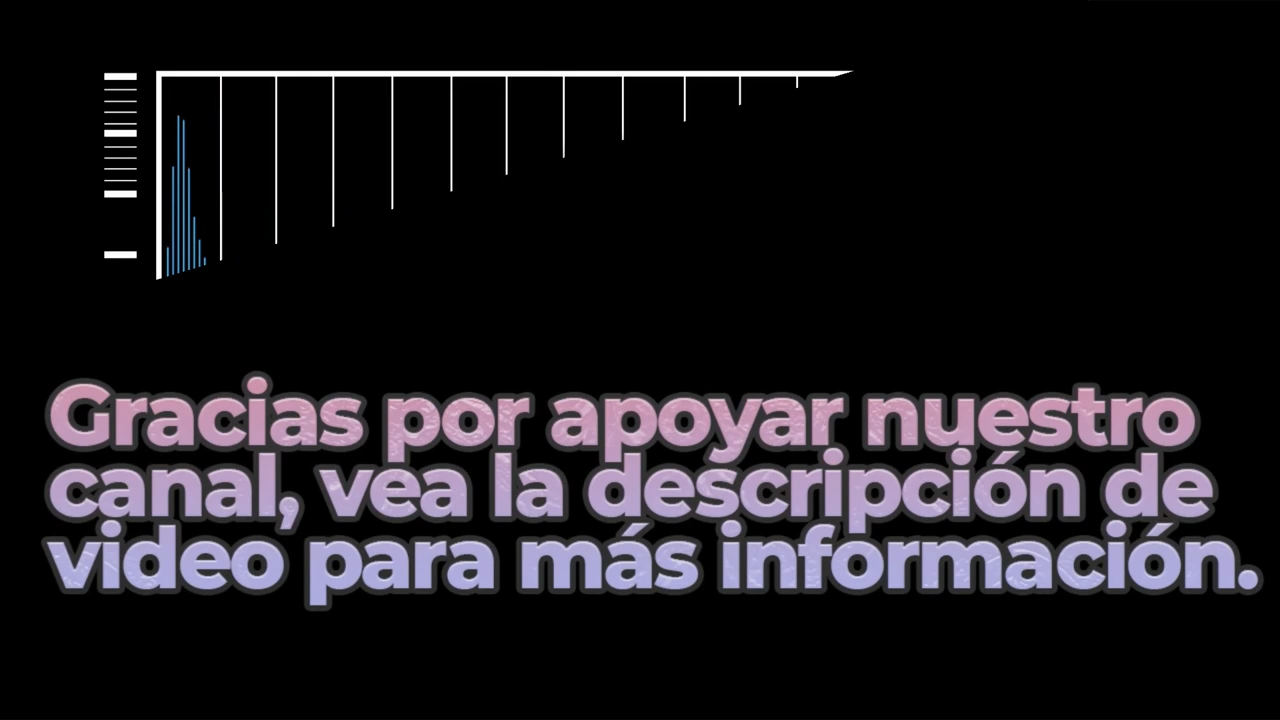 Gracias por apoyar nuestro
canal, vea la descripción de
video para más información.